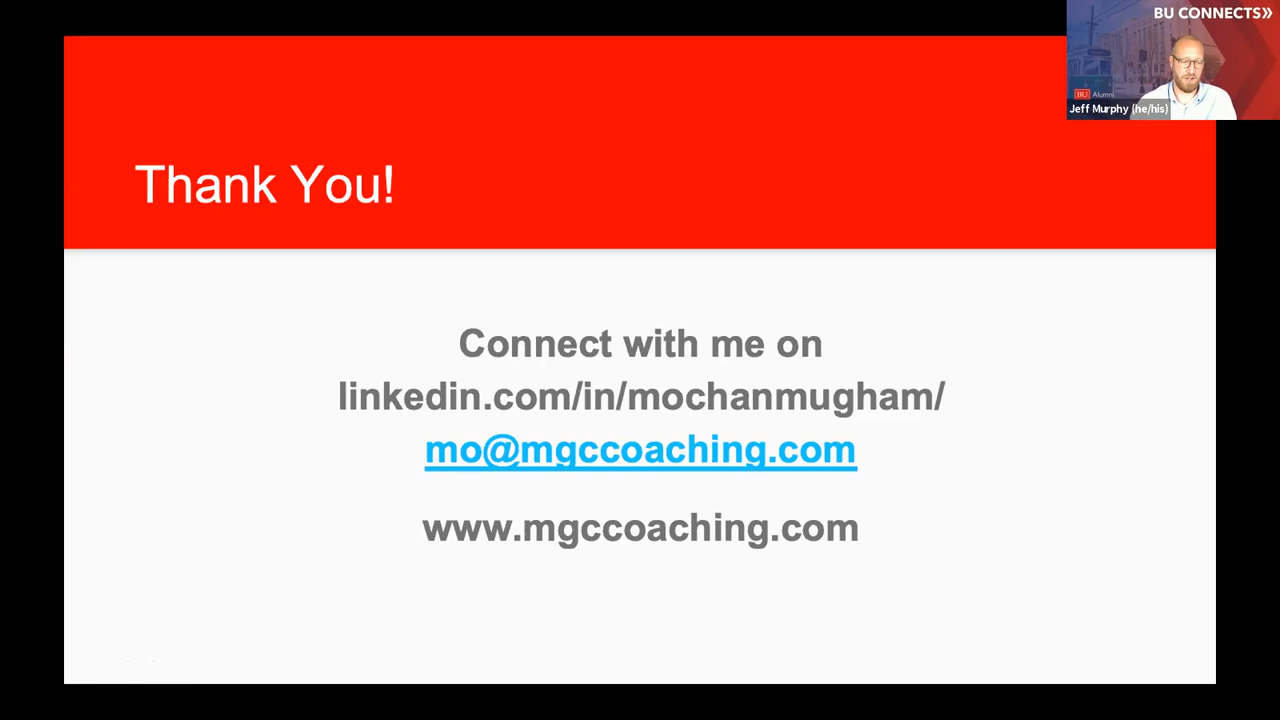 BU CONNECTS»
BU Alumni
Jeff Murphy (he/his)
Thank You!
Connect with me on
linkedin.com/in/mochanmugham/
mo@mgccoaching.com
www.mgccoaching.com